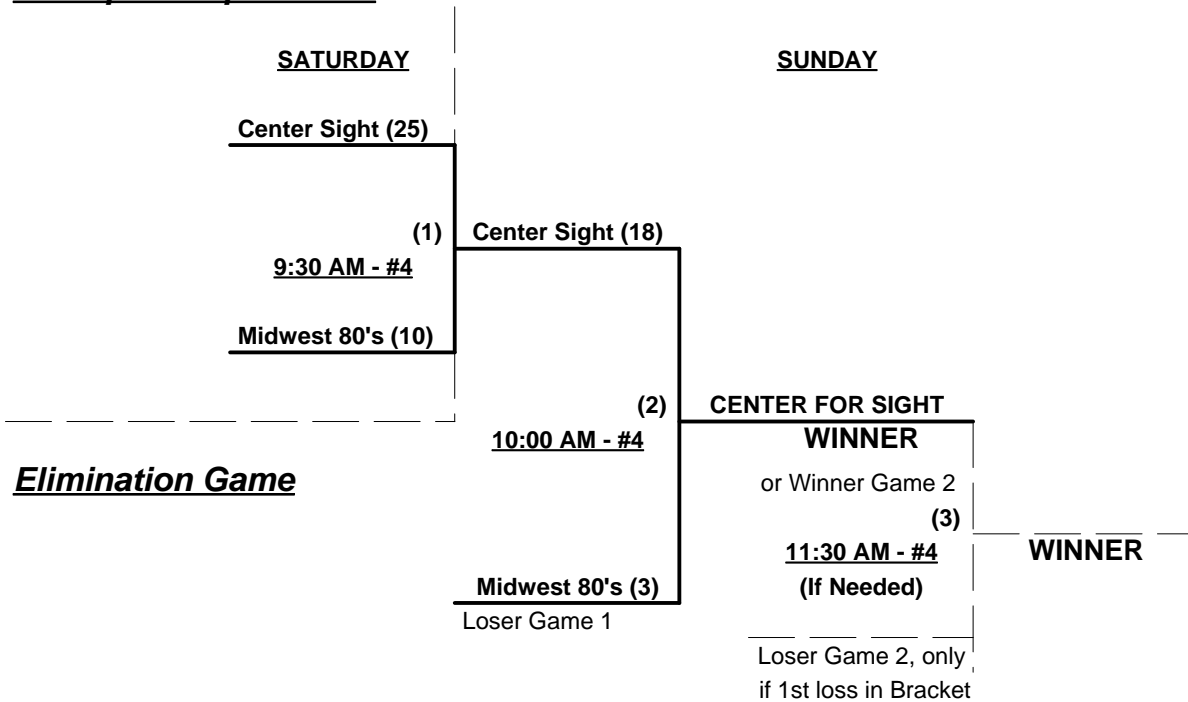 SATURDAY
SUNDAY
Center Sight (25)
(1)
Center Sight (18)
9:30 AM - #4
Midwest 80's (10)
(2)
CENTER FOR SIGHT
10:00 AM - #4
WINNER
Elimination Game
or Winner Game 2
(3)
11:30 AM - #4
WINNER
(If Needed)
Midwest 80's (3)
Loser Game 1
Loser Game 2, only
if 1st loss in Bracket